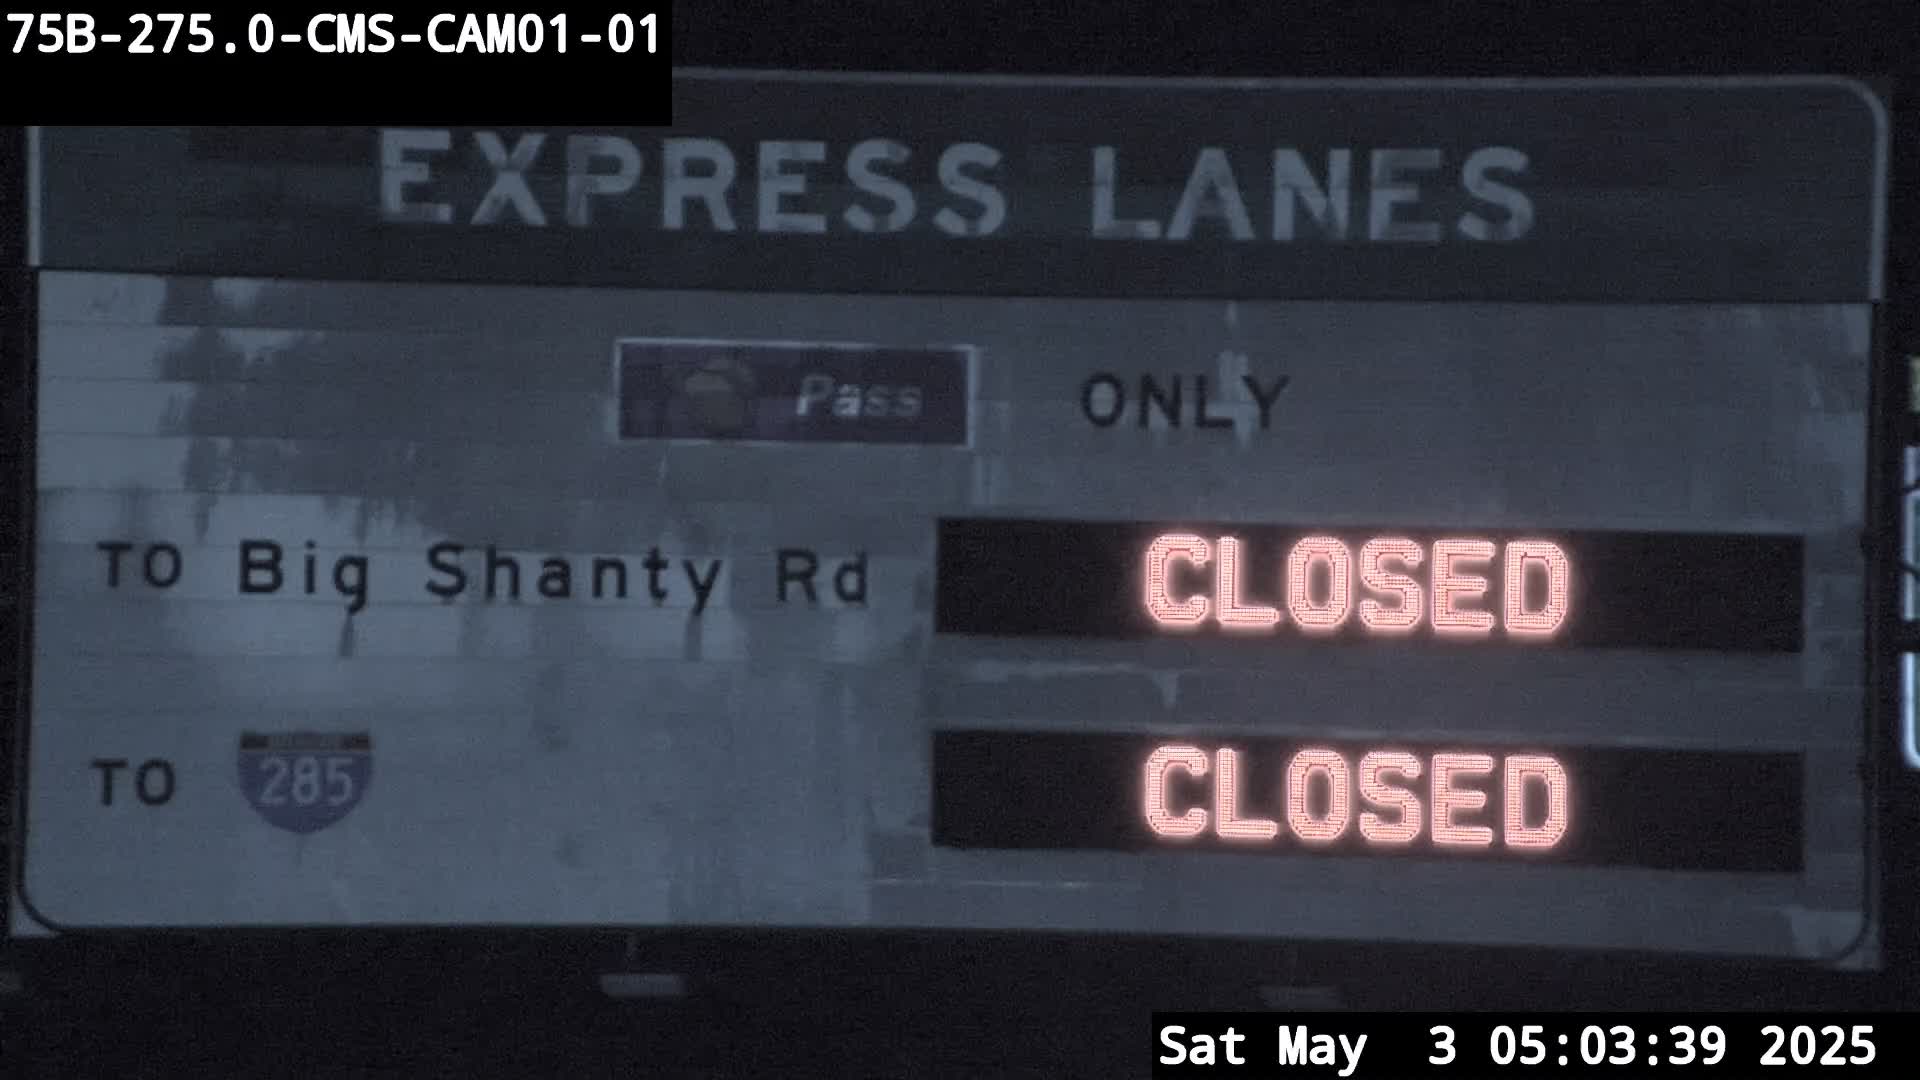 75B-275.0-CMS-CAM01-01
EXPRESS LANES
Pass ONLY
TO Big Shanty Rd CLOSED
TO 285 CLOSED
Sat May 3 05:03:39 2025